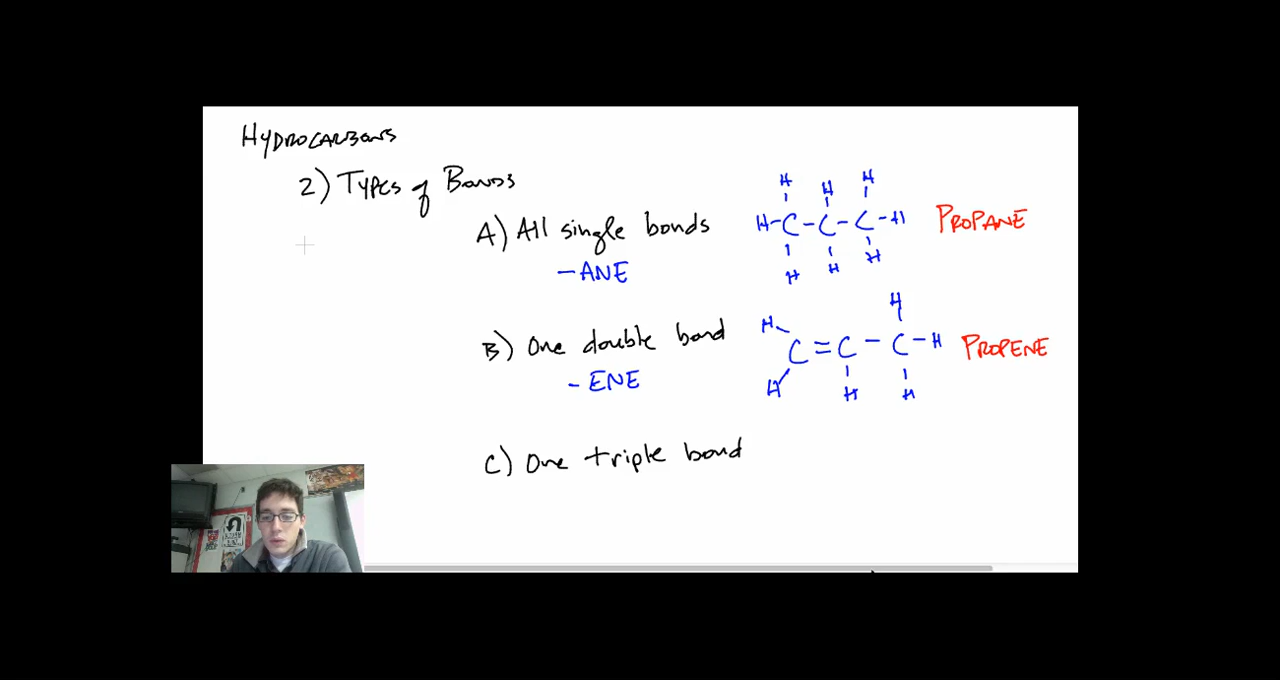 HYDROCARBONS
2) TYPES of BONDS
A) All single bonds
-ANE
H H H
H-C-C-C-H
H H H
PROPANE
B) One double bond
-ENE
H H
C=C-C-H
H H H
PROPENE
C) One triple bond